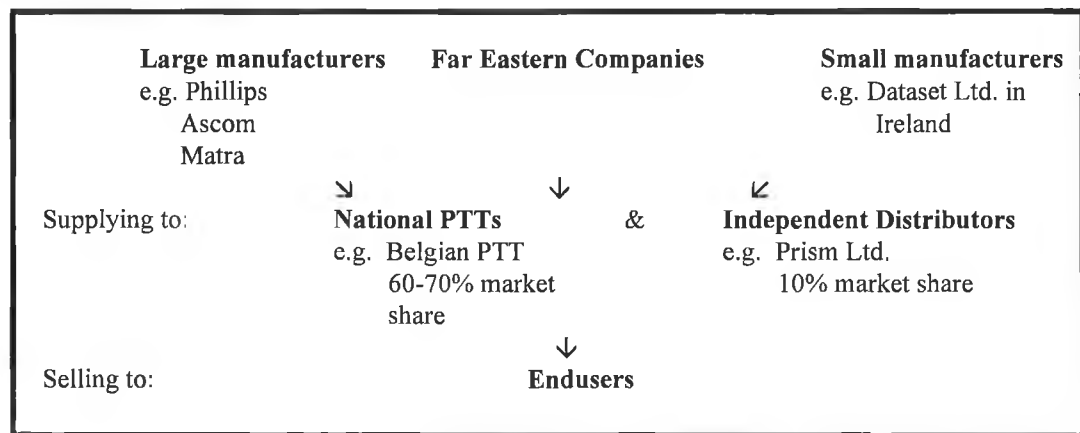 Large manufacturers Far Eastern Companies Small manufacturers
e.g. Phillips e.g. Dataset Ltd. in
Ascom Ireland
Matra
↘ ↓ ↙
Supplying to: National PTTs & Independent Distributors
e.g. Belgian PTT e.g. Prism Ltd.
60-70% market 10% market share
share
↓
Selling to: Endusers